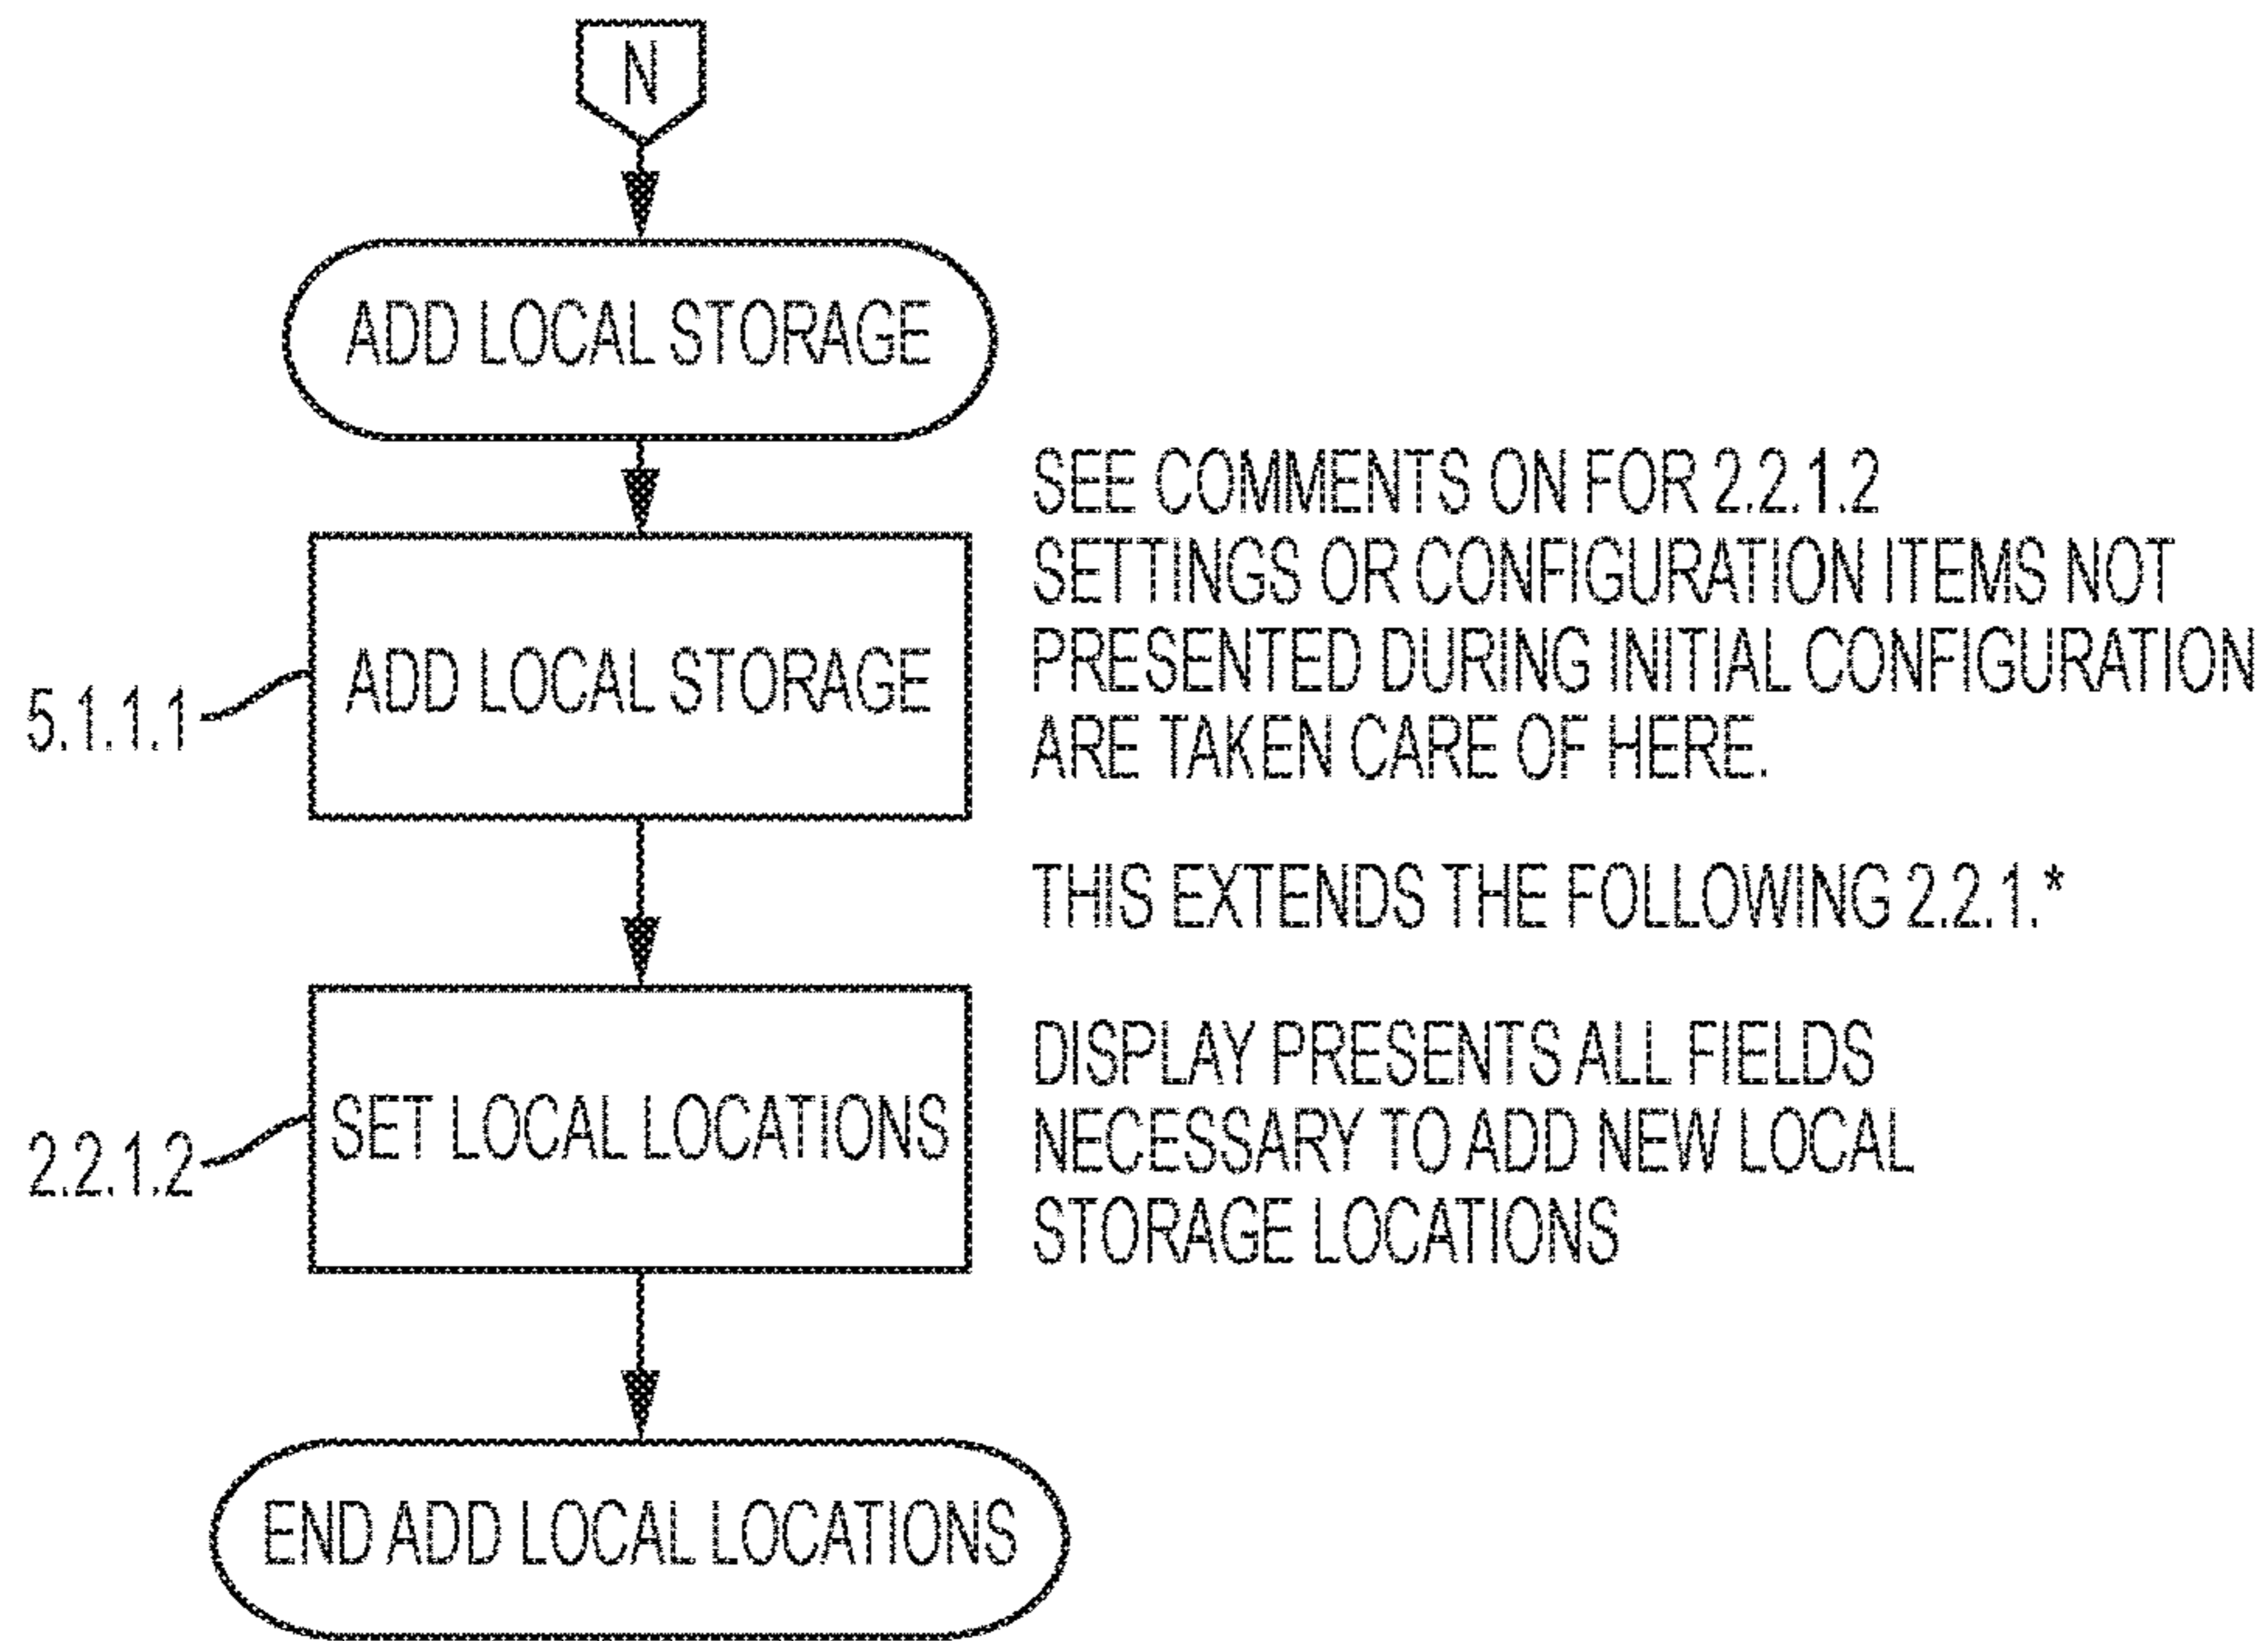 N
ADD LOCAL STORAGE
SEE COMMENTS ON FOR 2.2.1.2
SETTINGS OR CONFIGURATION ITEMS NOT
PRESENTED DURING INITIAL CONFIGURATION
ARE TAKEN CARE OF HERE.
5.1.1.1
ADD LOCAL STORAGE
THIS EXTENDS THE FOLLOWING 2.2.1.*
DISPLAY PRESENTS ALL FIELDS
NECESSARY TO ADD NEW LOCAL
STORAGE LOCATIONS
2.2.1.2
SET LOCAL LOCATIONS
END ADD LOCAL LOCATIONS